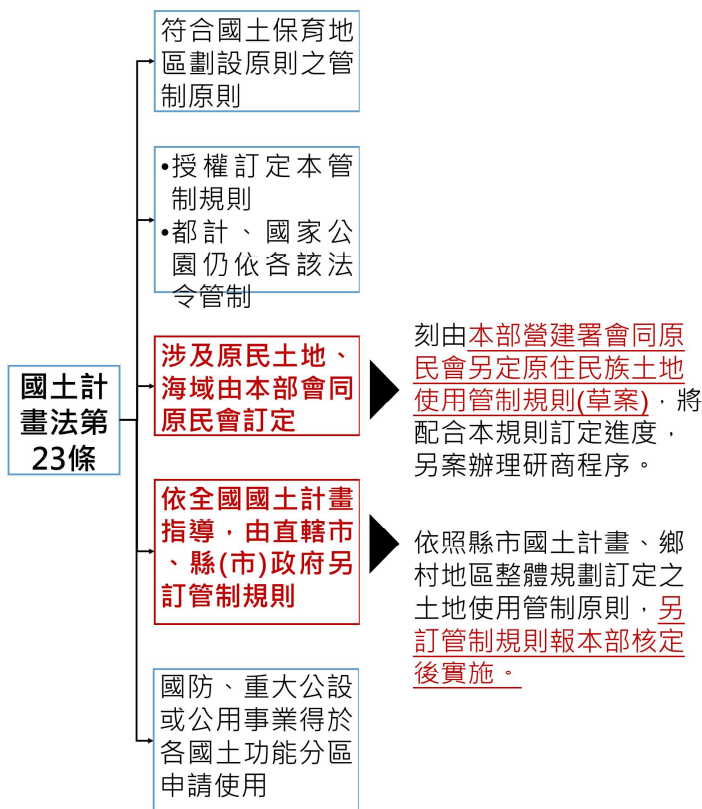 符合國土保育地
區劃設原則之管
制原則
•授權訂定本管
制規則
•都計、國家公
園仍依各該法
令管制
國土計
畫法第
23條
涉及原民土地、
海域由本部會同
原民會訂定
刻由本部營建署會同原
民會另定原住民族土地
使用管制規則(草案)，將
配合本規則訂定進度，
另案辦理研商程序。
依全國國土計畫
指導，由直轄市
、縣(市)政府另
訂管制規則
依照縣市國土計畫、鄉
村地區整體規劃訂定之
土地使用管制原則，另
訂管制規則報本部核定
後實施。
國防、重大公設
或公用事業得於
各國土功能分區
申請使用